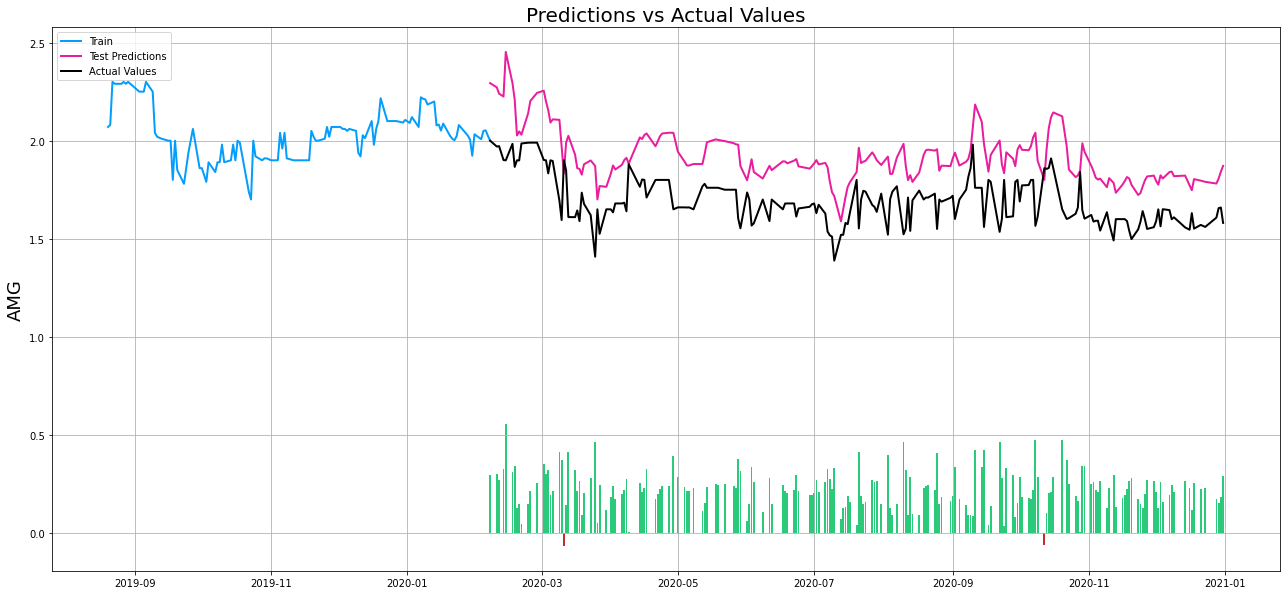 Predictions vs Actual Values
Train
Test Predictions
Actual Values
AMG
2.5
2.0
1.5
1.0
0.5
0.0
2019-09 2019-11 2020-01 2020-03 2020-05 2020-07 2020-09 2020-11 2021-01